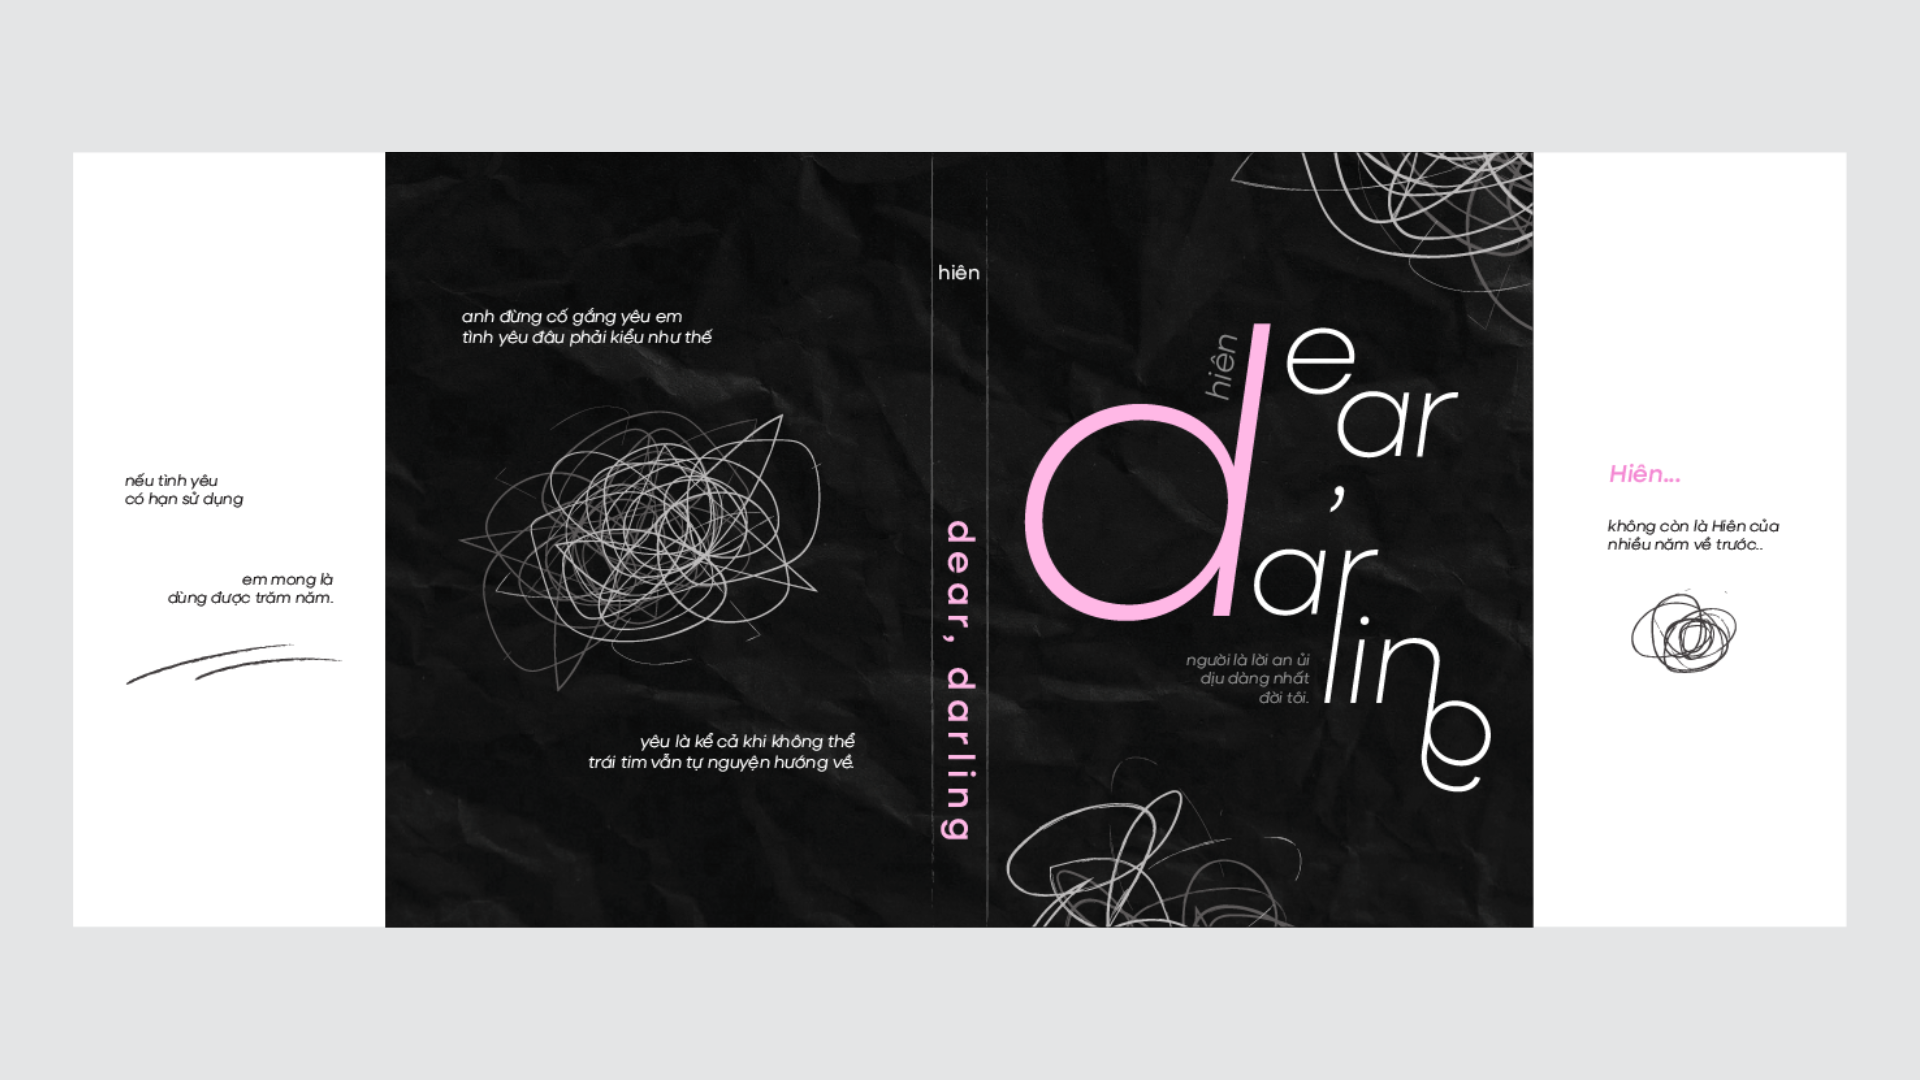 nếu tình yêu
có hạn sử dụng
em mong là
dùng được trăm năm.
anh đừng cố gắng yêu em
tình yêu đâu phải kiểu như thế
yêu là kể cả khi không thể
trái tim vẫn tự nguyện hướng về.
hiên
dear, darling
hiên
dear
,
darling
người là lời an ủi
dịu dàng nhất
đời tôi.
Hiên...
không còn là Hiên của
nhiều năm về trước..